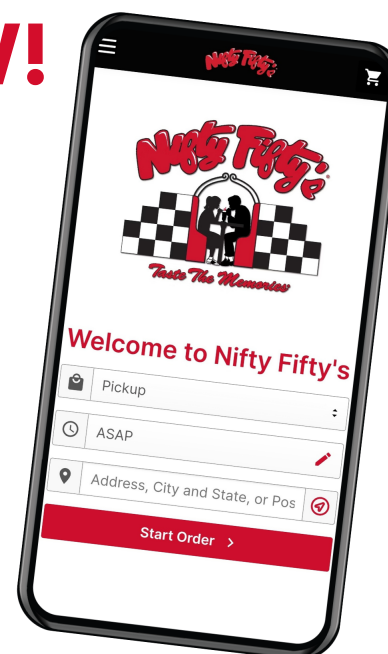 !
Nifty Fifty's
Nifty Fifty's
Taste The Memories
Welcome to Nifty Fifty's
Pickup
ASAP
Address, City and State, or Pos
Start Order